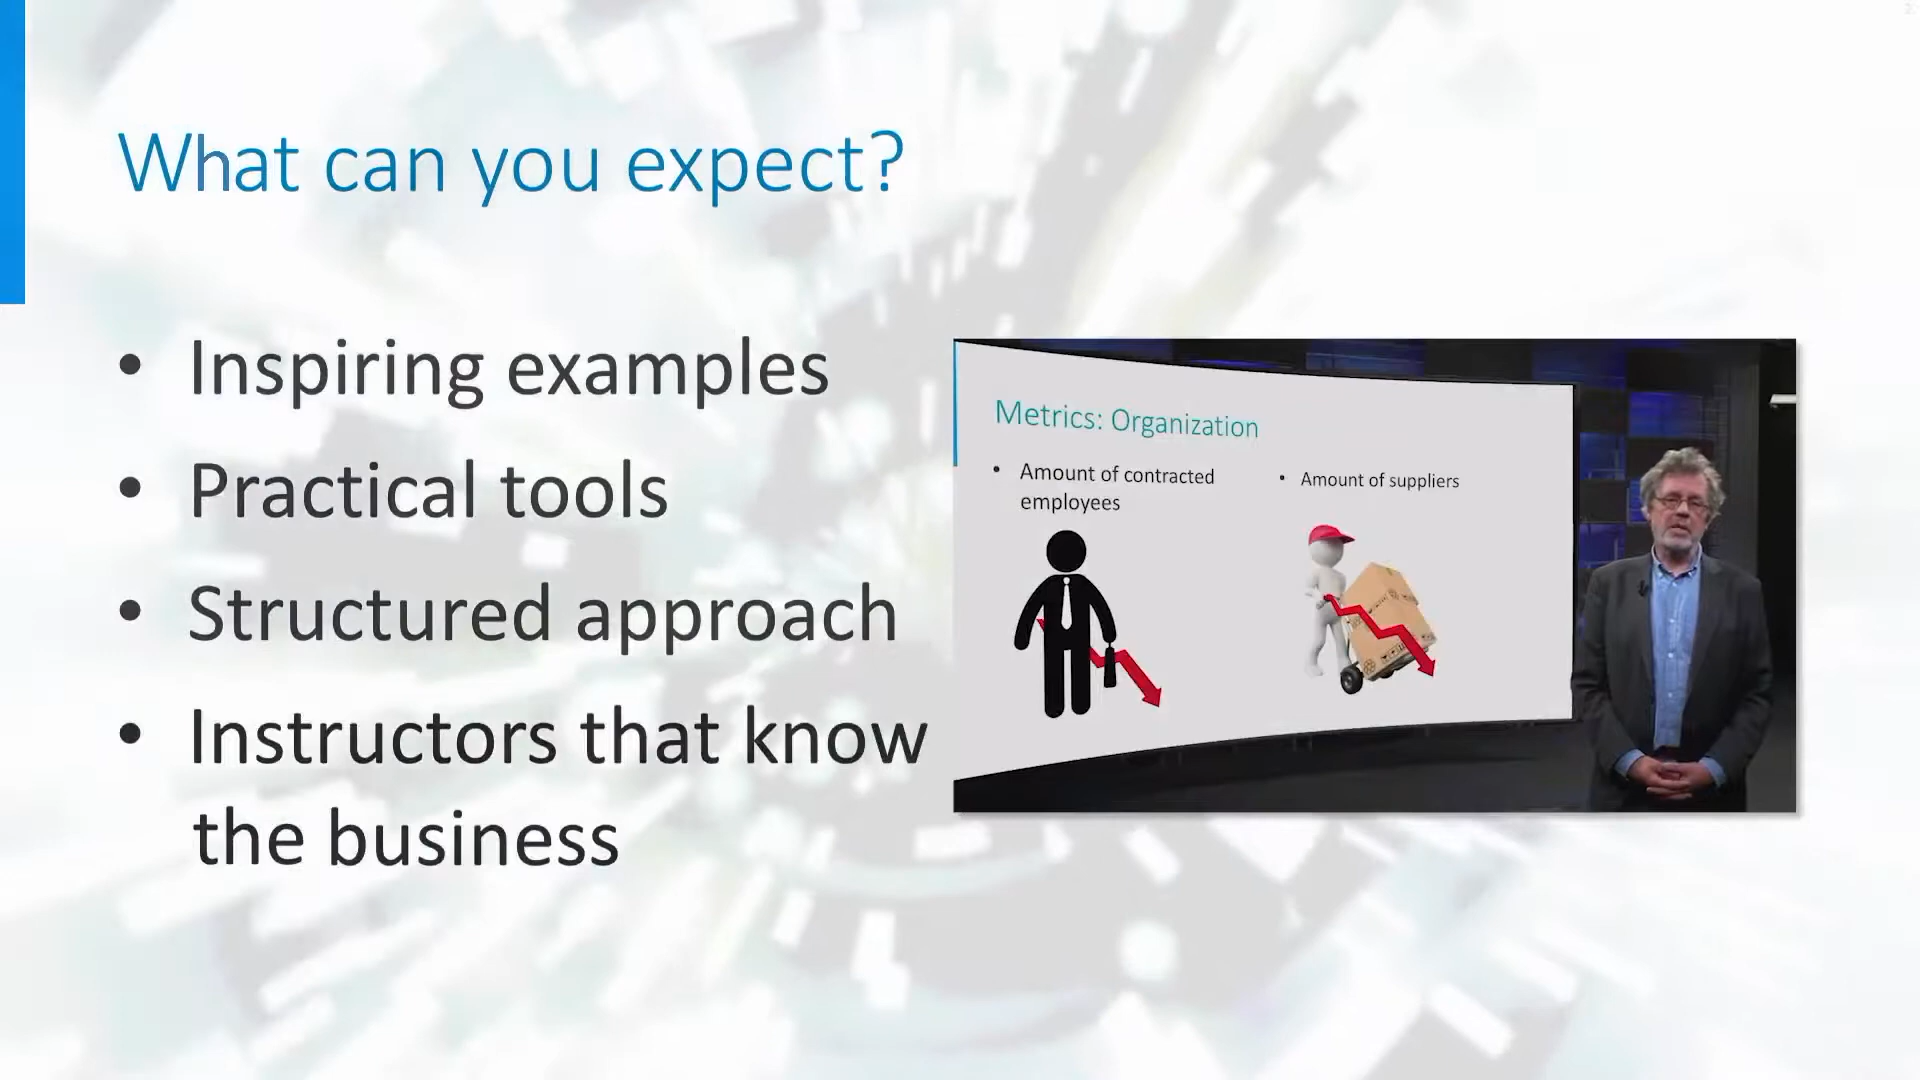 What can you expect?
• Inspiring examples
• Practical tools
• Structured approach
• Instructors that know
the business
Metrics: Organization
• Amount of contracted
employees
• Amount of suppliers